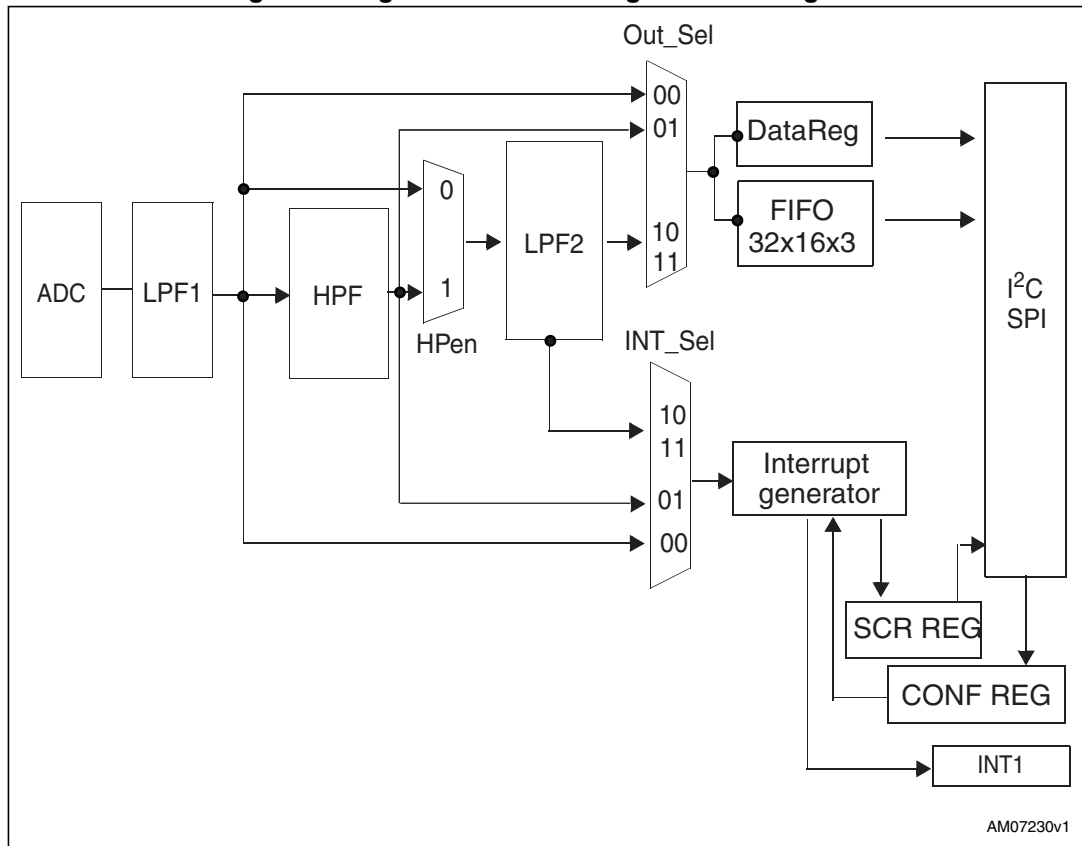 Out_Sel
00
01
10
11
DataReg
FIFO
32x16x3
I²C
SPI
ADC
LPF1
HPF
0
1
HPen
LPF2
INT_Sel
10
11
01
00
Interrupt
generator
SCR REG
CONF REG
INT1
AM07230v1